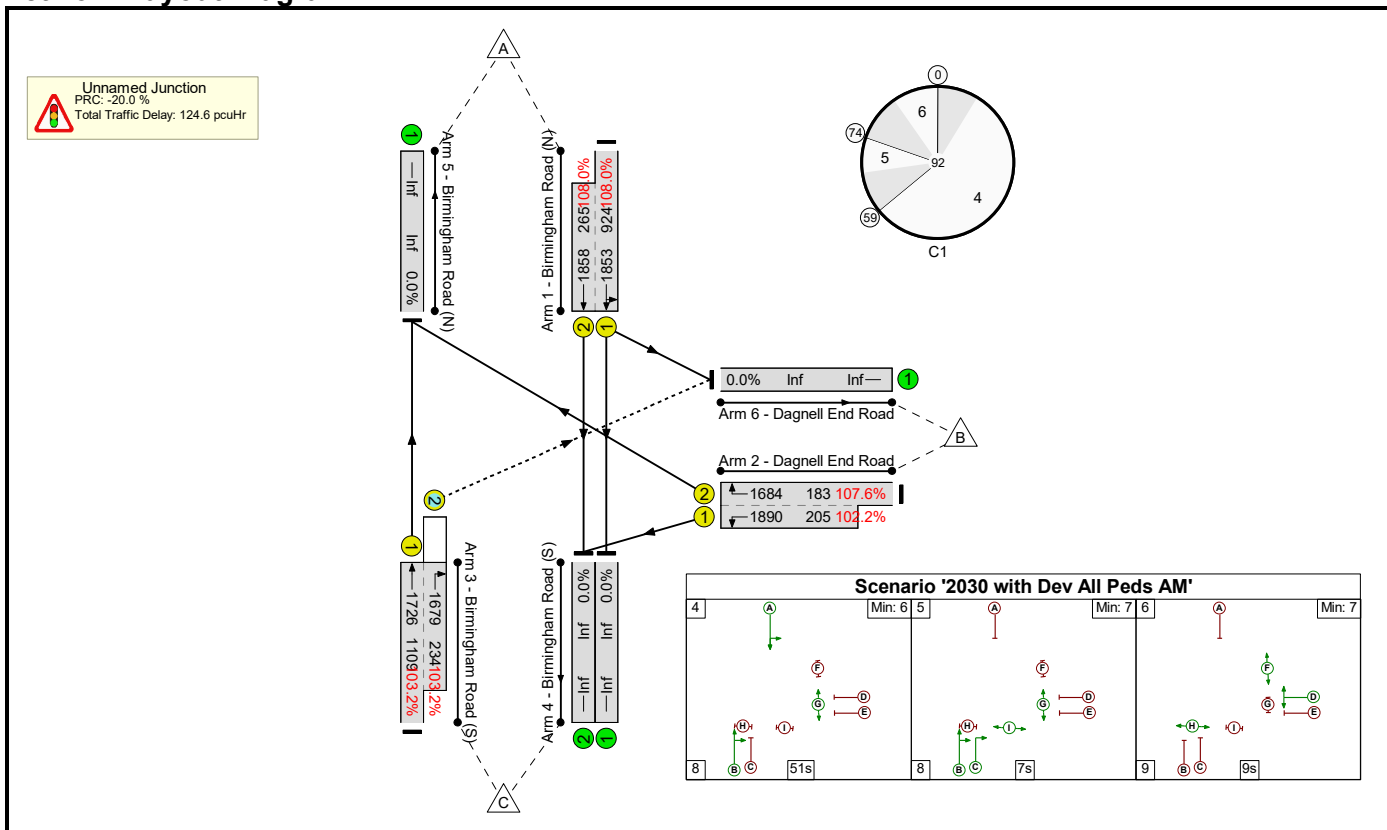 Unnamed Junction
PRC: -20.0 %
Total Traffic Delay: 124.6 pcuHr
A
1
Arm 5 - Birmingham Road (N)
Inf Inf 0.0%
Arm 1 - Birmingham Road (N)
1858 265 108.0%
1853 924 108.0%
2 1
0
6
74
5
92
4
59
C1
0.0% Inf Inf
1
Arm 6 - Dagnell End Road
B
Arm 2 - Dagnell End Road
2 1684 183 107.6%
1 1890 205 102.2%
2
1
1726 1109 103.2%
1679 234 103.2%
Arm 3 - Birmingham Road (S)
Arm 4 - Birmingham Road (S)
Inf Inf 0.0%
Inf Inf 0.0%
2 1
C
Scenario '2030 with Dev All Peds AM'
4 A Min: 6
F
G D
E
H I
B C
8 51s
5 A Min: 7
F
G D
E
H I
B C
8 7s
6 A Min: 7
F
D
G E
H I
B C
9 9s